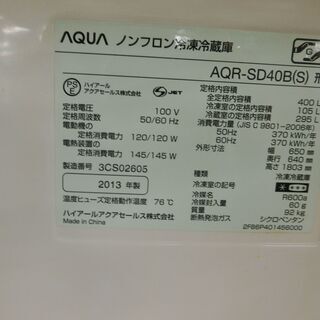 AQUA ノンフロン冷凍冷蔵庫
AQR-SD40B(S) 形
PSE
ハイアール
アクアセールス株式会社
JET
定格電圧 100 V
定格周波数 50/60 Hz
電動機の
定格消費電力 120/120 W
電熱装置の
定格消費電力 145/145 W
製造番号 3CS02605
2013 年製
温度ヒューズ定格動作温度 76℃
ハイアールアクアセールス株式会社
Made in China
定格内容積
全定格内容積 400 L
冷凍室の定格内容積 105 L
冷蔵室の定格内容積 295 L
消費電力量 (JIS C 9801-2006年)
50Hz 370 kWh/年
60Hz 370 kWh/年
外形寸法 幅 650 mm
奥行 640 mm
高さ 1803 mm
種類 冷凍冷蔵庫
冷凍室の記号
冷媒 R600a
冷媒量 60 g
質量 92 kg
断熱発泡ガス シクロペンタン
2FB6P401456000